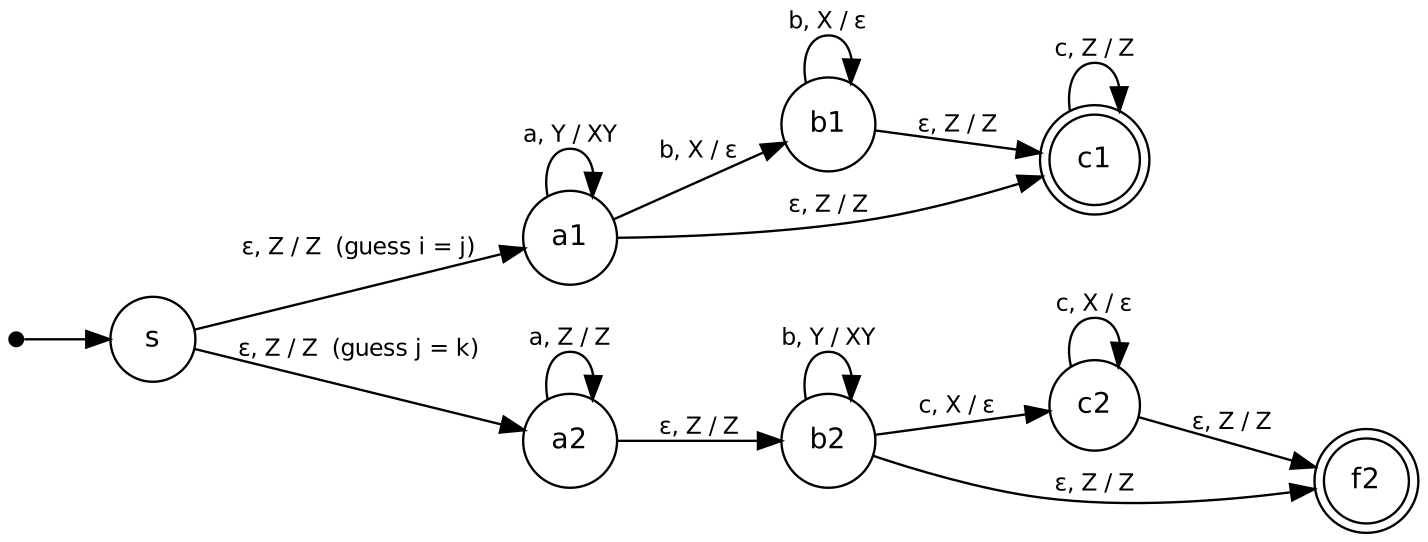 b, X / ε
c, Z / Z
b1
a, Y / XY
b, X / ε
ε, Z / Z
c1
ε, Z / Z
a1
ε, Z / Z (guess i = j)
s
ε, Z / Z (guess j = k)
a, Z / Z
b, Y / XY
c, X / ε
a2
ε, Z / Z
b2
c, X / ε
c2
ε, Z / Z
ε, Z / Z
f2